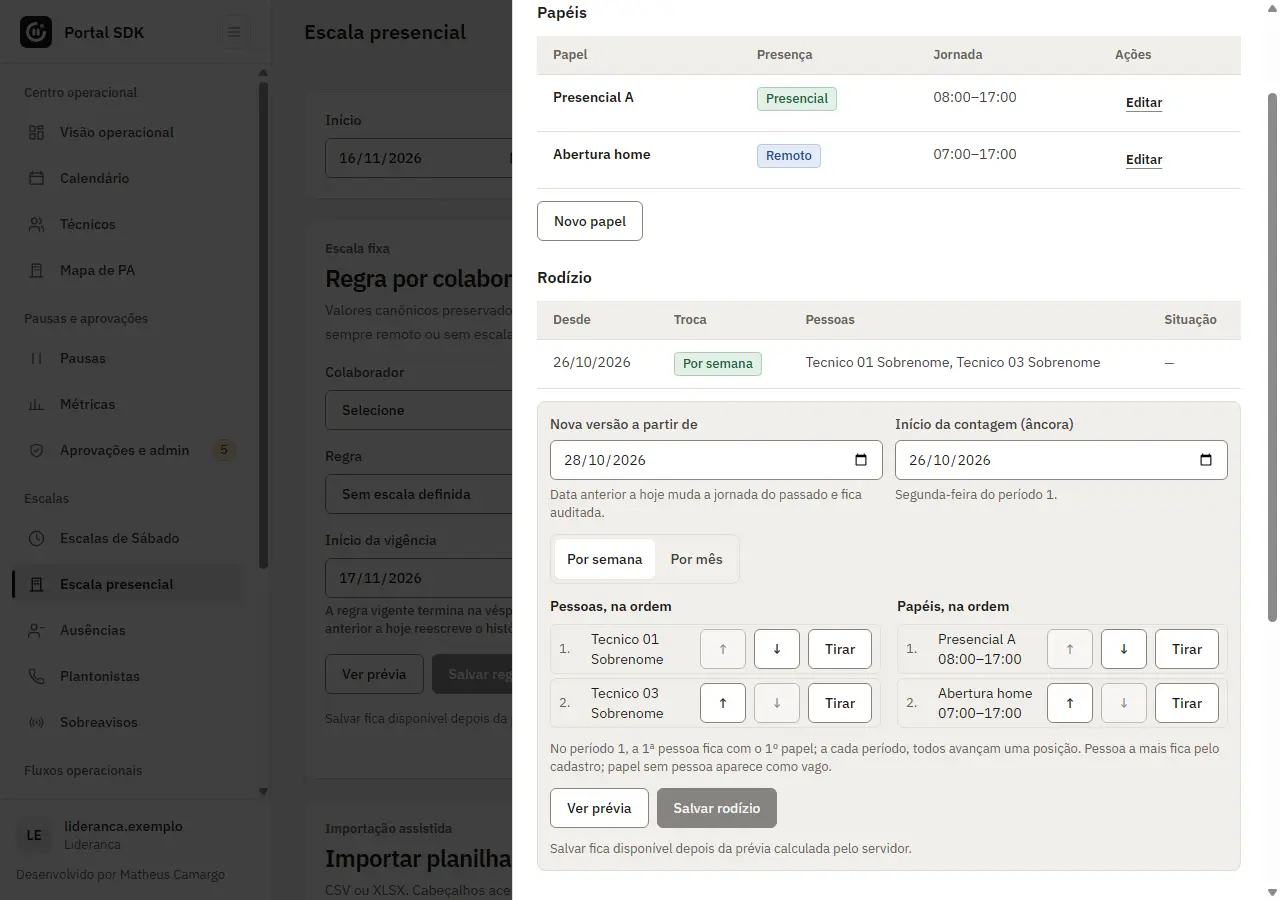 Portal SDK
Centro operacional
Visão operacional
Calendário
Técnicos
Mapa de PA
Pausas e aprovações
Pausas
Métricas
Aprovações e admin 5
Escalas
Escalas de Sábado
Escala presencial
Ausências
Plantonistas
Sobreavisos
Fluxos operacionais
LE
lideranca.exemplo
Lideranca
Desenvolvido por Matheus Camargo
Escala presencial
Início
16/11/2026
Escala fixa
Regra por colabor
Valores canônicos preservado
sempre remoto ou sem escala
Colaborador
Selecione
Regra
Sem escala definida
Início da vigência
17/11/2026
A regra vigente termina na vésp
anterior a hoje reescreve o histó
Ver prévia
Salvar reg
Salvar fica disponível depois da
Importação assistida
Importar planilha
CSV ou XLSX. Cabeçalhos ace
Papéis
Papel Presença Jornada Ações
Presencial A Presencial 08:00–17:00 Editar
Abertura home Remoto 07:00–17:00 Editar
Novo papel
Rodízio
Desde Troca Pessoas Situação
26/10/2026 Por semana Tecnico 01 Sobrenome, Tecnico 03 Sobrenome —
Nova versão a partir de
28/10/2026
Data anterior a hoje muda a jornada do passado e fica
auditada.
Início da contagem (âncora)
26/10/2026
Segunda-feira do período 1.
Por semana Por mês
Pessoas, na ordem
1. Tecnico 01
Sobrenome
↑ ↓ Tirar
2. Tecnico 03
Sobrenome
↑ ↓ Tirar
Papéis, na ordem
1. Presencial A
08:00–17:00
↑ ↓ Tirar
2. Abertura home
07:00–17:00
↑ ↓ Tirar
No período 1, a 1ª pessoa fica com o 1º papel; a cada período, todos avançam uma posição. Pessoa a mais fica pelo
cadastro; papel sem pessoa aparece como vago.
Ver prévia Salvar rodízio
Salvar fica disponível depois da prévia calculada pelo servidor.